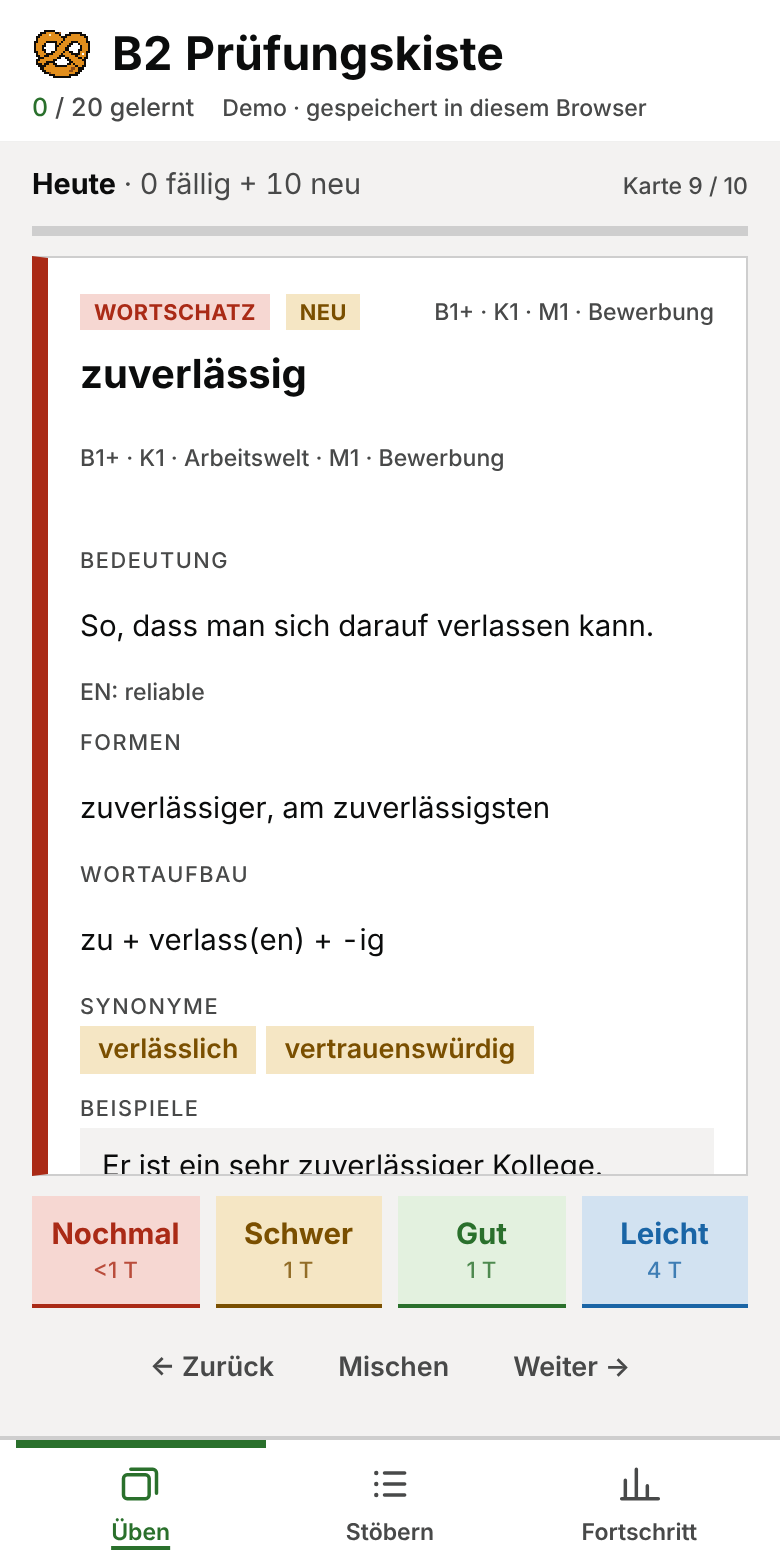 B2 Prüfungskiste
0 / 20 gelernt Demo · gespeichert in diesem Browser
Heute · 0 fällig + 10 neu Karte 9 / 10
WORTSCHATZ NEU B1+ · K1 · M1 · Bewerbung
zuverlässig
B1+ · K1 · Arbeitswelt · M1 · Bewerbung
BEDEUTUNG
So, dass man sich darauf verlassen kann.
EN: reliable
FORMEN
zuverlässiger, am zuverlässigsten
WORTAUFBAU
zu + verlass(en) + -ig
SYNONYME
verlässlich vertrauenswürdig
BEISPIELE
Er ist ein sehr zuverlässiger Kollege.
Nochmal Schwer Gut Leicht
<1 T 1 T 1 T 4 T
← Zurück Mischen Weiter →
Üben Stöbern Fortschritt